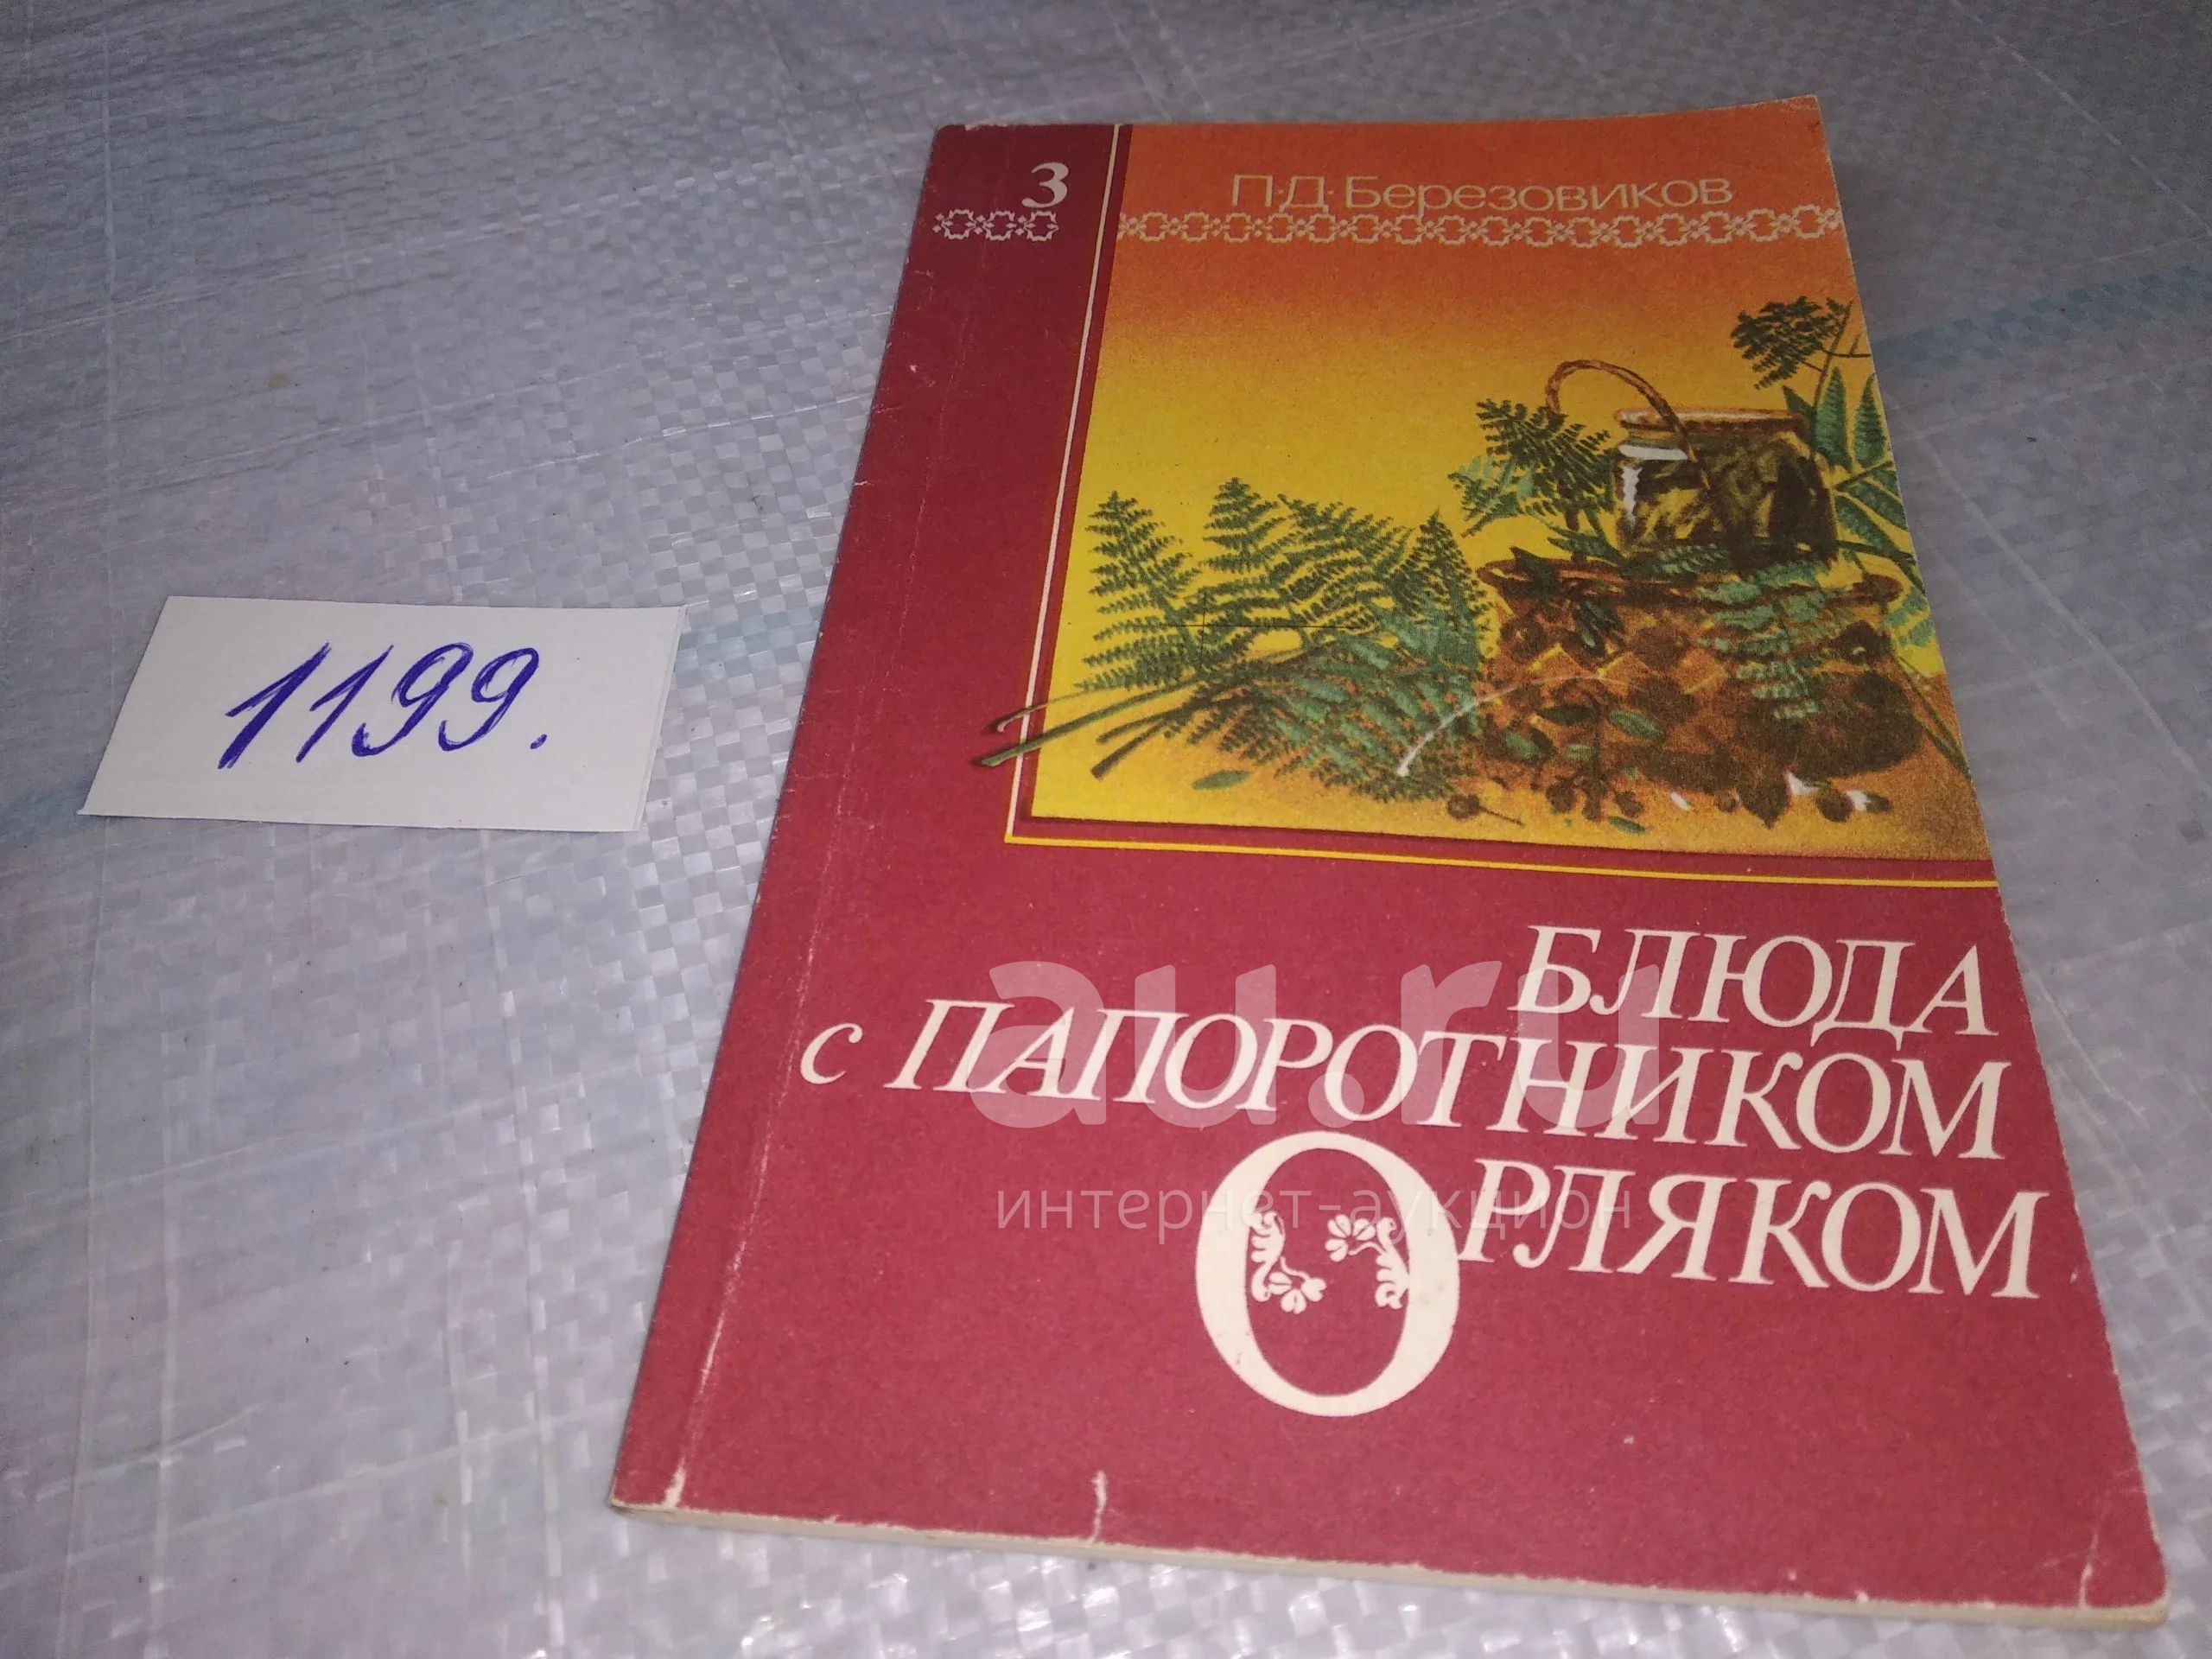 3
П·Д·Березовиков
1199.
БЛЮДА
с ПАПОРОТНИКОМ
ОРЛЯКОМ
au.ru
интернет-аукцион